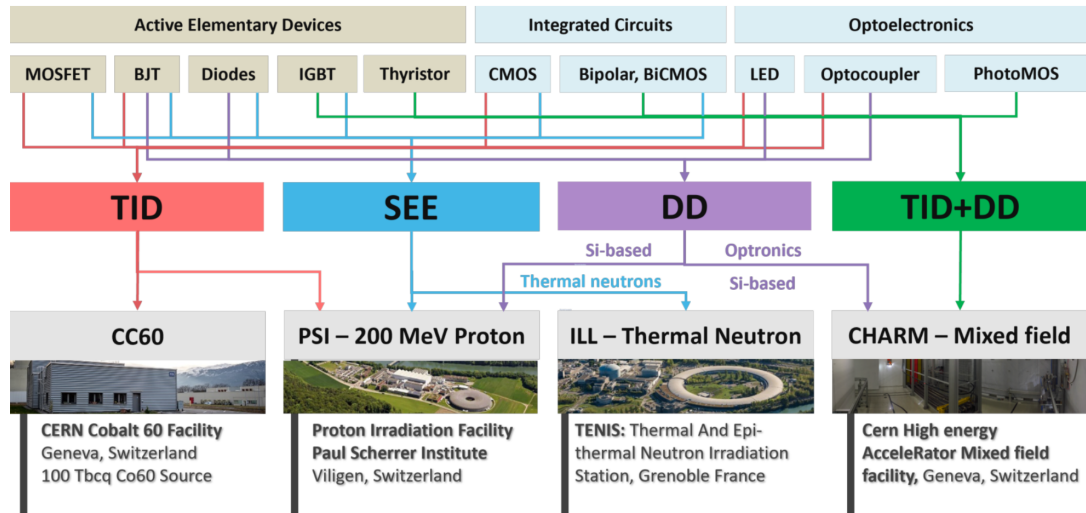 Active Elementary Devices
Integrated Circuits
Optoelectronics
MOSFET
BJT
Diodes
IGBT
Thyristor
CMOS
Bipolar, BiCMOS
LED
Optocoupler
PhotoMOS
TID
SEE
DD
TID+DD
Si-based
Optronics
Thermal neutrons
Si-based
CC60
PSI – 200 MeV Proton
ILL – Thermal Neutron
CHARM – Mixed field
CERN Cobalt 60 Facility
Geneva, Switzerland
100 Tbcq Co60 Source
Proton Irradiation Facility
Paul Scherrer Institute
Viligen, Switzerland
TENIS: Thermal And Epi-
thermal Neutron Irradiation
Station, Grenoble France
Cern High energy
AcceleRator Mixed field
facility, Geneva, Switzerland